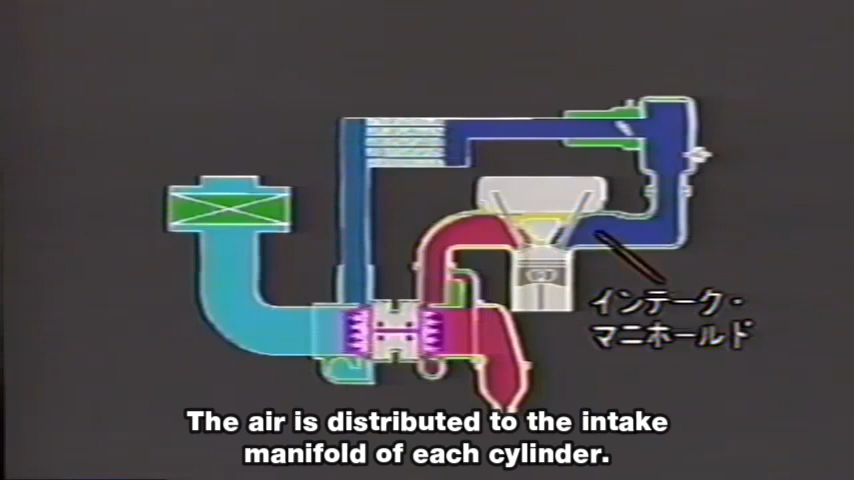 インテーク・
マニホールド
The air is distributed to the intake
manifold of each cylinder.